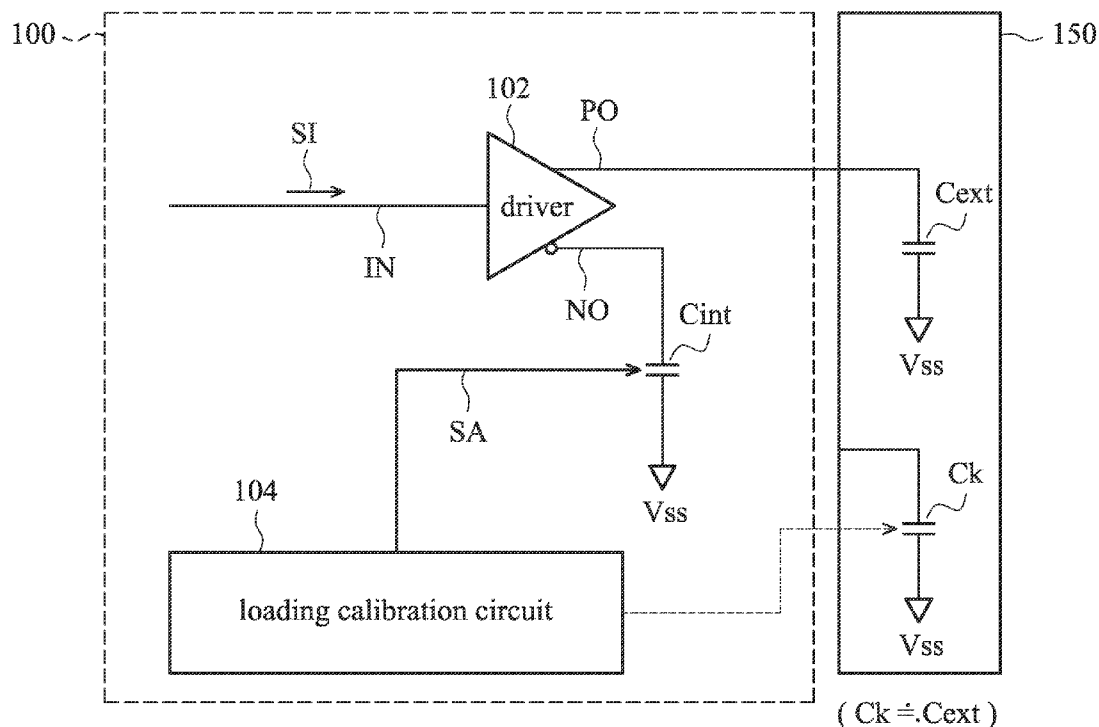 100
150
102
PO
SI
driver
Cext
IN
NO
Cint
Vss
SA
104
Ck
Vss
loading calibration circuit
Vss
( Ck ≒ Cext )